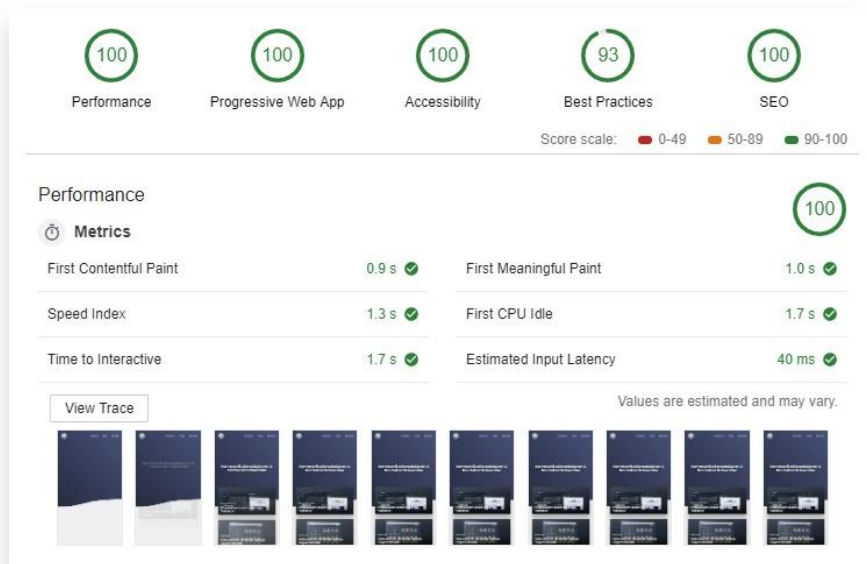 100 100 100 93 100
Performance Progressive Web App Accessibility Best Practices SEO
Score scale: 0-49 50-89 90-100
Performance
100
Metrics
First Contentful Paint 0.9 s First Meaningful Paint 1.0 s
Speed Index 1.3 s First CPU Idle 1.7 s
Time to Interactive 1.7 s Estimated Input Latency 40 ms
View Trace Values are estimated and may vary.